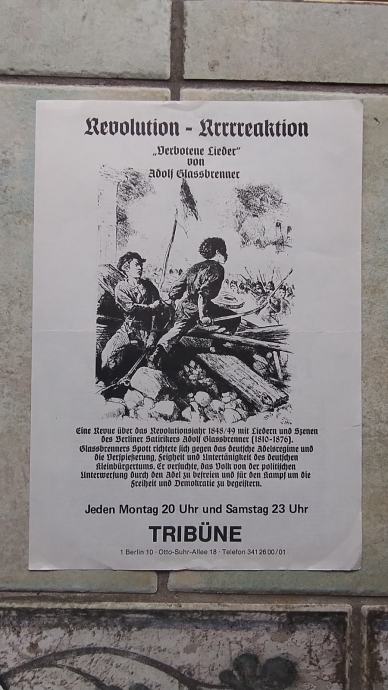 Revolution - Rrrrreaktion
„Verbotene Lieder"
von
Adolf Glassbrenner
Eine Revue über das Revolutionsjahr 1848/49 mit Liedern und Szenen
des Berliner Satirikers Adolf Glassbrenner (1810-1876).
Glassbrenners Spott richtete sich gegen das deutsche Adelsregime und
die Verspießerung, Feigheit und Untertänigkeit des deutschen
Kleinbürgertums. Er versuchte, das Volk von der politischen
Unterwerfung durch den Adel zu befreien und für den Kampf um die
Freiheit und Demokratie zu begeistern.
Jeden Montag 20 Uhr und Samstag 23 Uhr
TRIBÜNE
1 Berlin 10 · Otto-Suhr-Allee 18 · Telefon 341 26 00 / 01